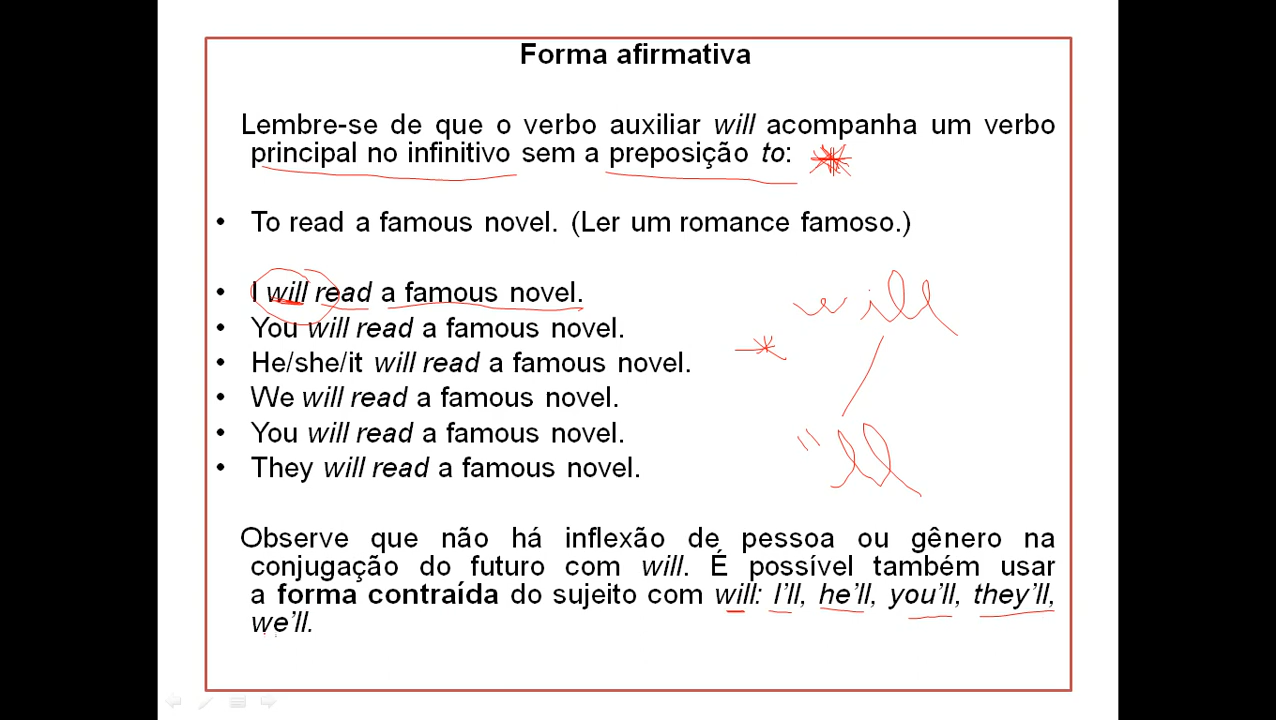 Forma afirmativa
Lembre-se de que o verbo auxiliar will acompanha um verbo
principal no infinitivo sem a preposição to:
• To read a famous novel. (Ler um romance famoso.)
• I will read a famous novel.
will
• You will read a famous novel.
• He/she/it will read a famous novel.
• We will read a famous novel.
• You will read a famous novel.
"ll
• They will read a famous novel.
Observe que não há inflexão de pessoa ou gênero na
conjugação do futuro com will. É possível também usar
a forma contraída do sujeito com will: I’ll, he’ll, you’ll, they’ll,
we’ll.